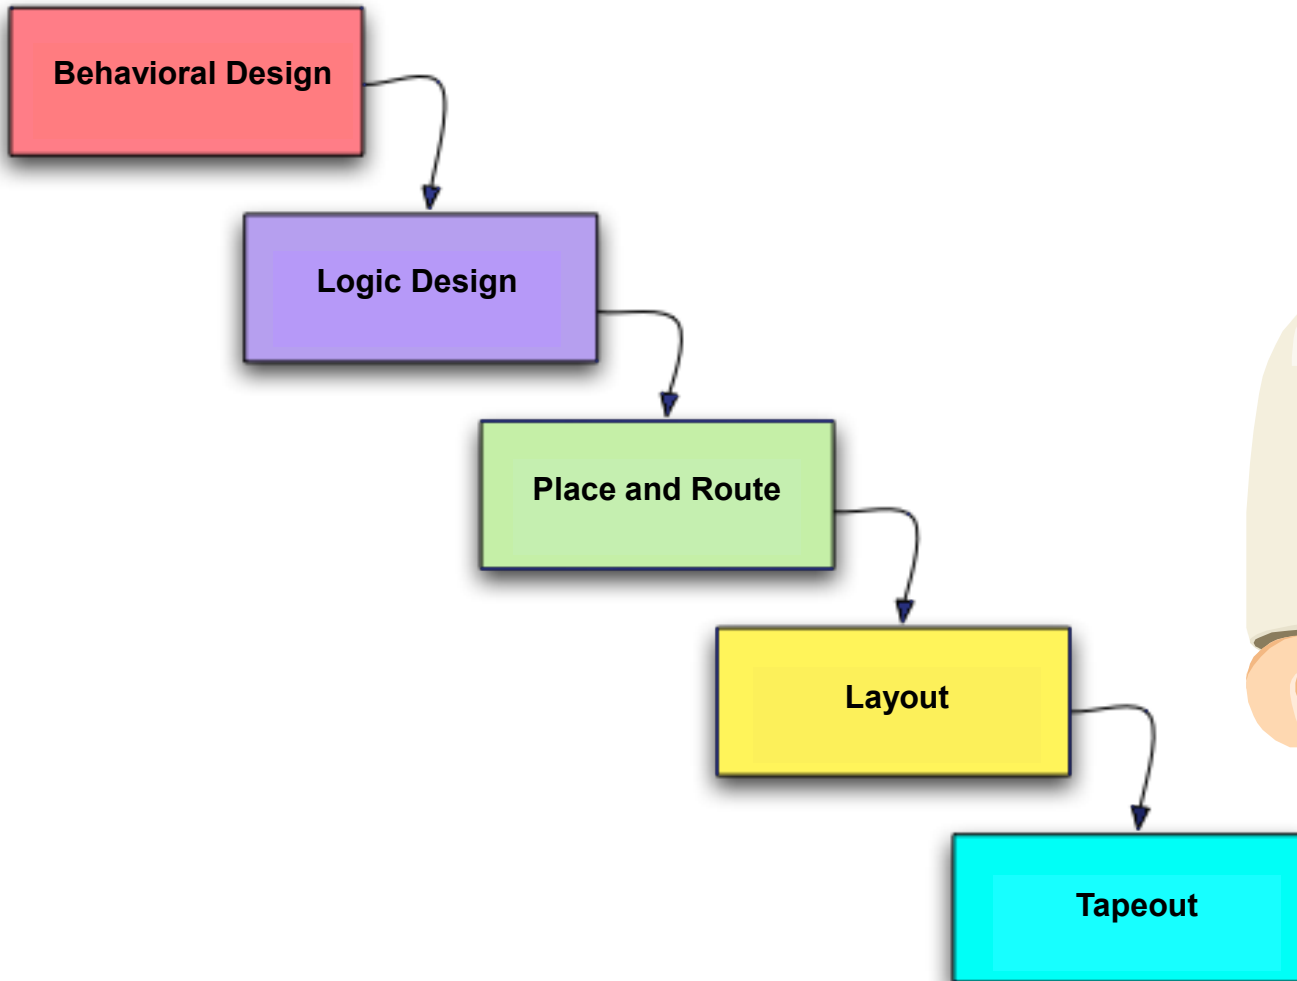 Behavioral Design
Logic Design
Place and Route
Layout
Tapeout